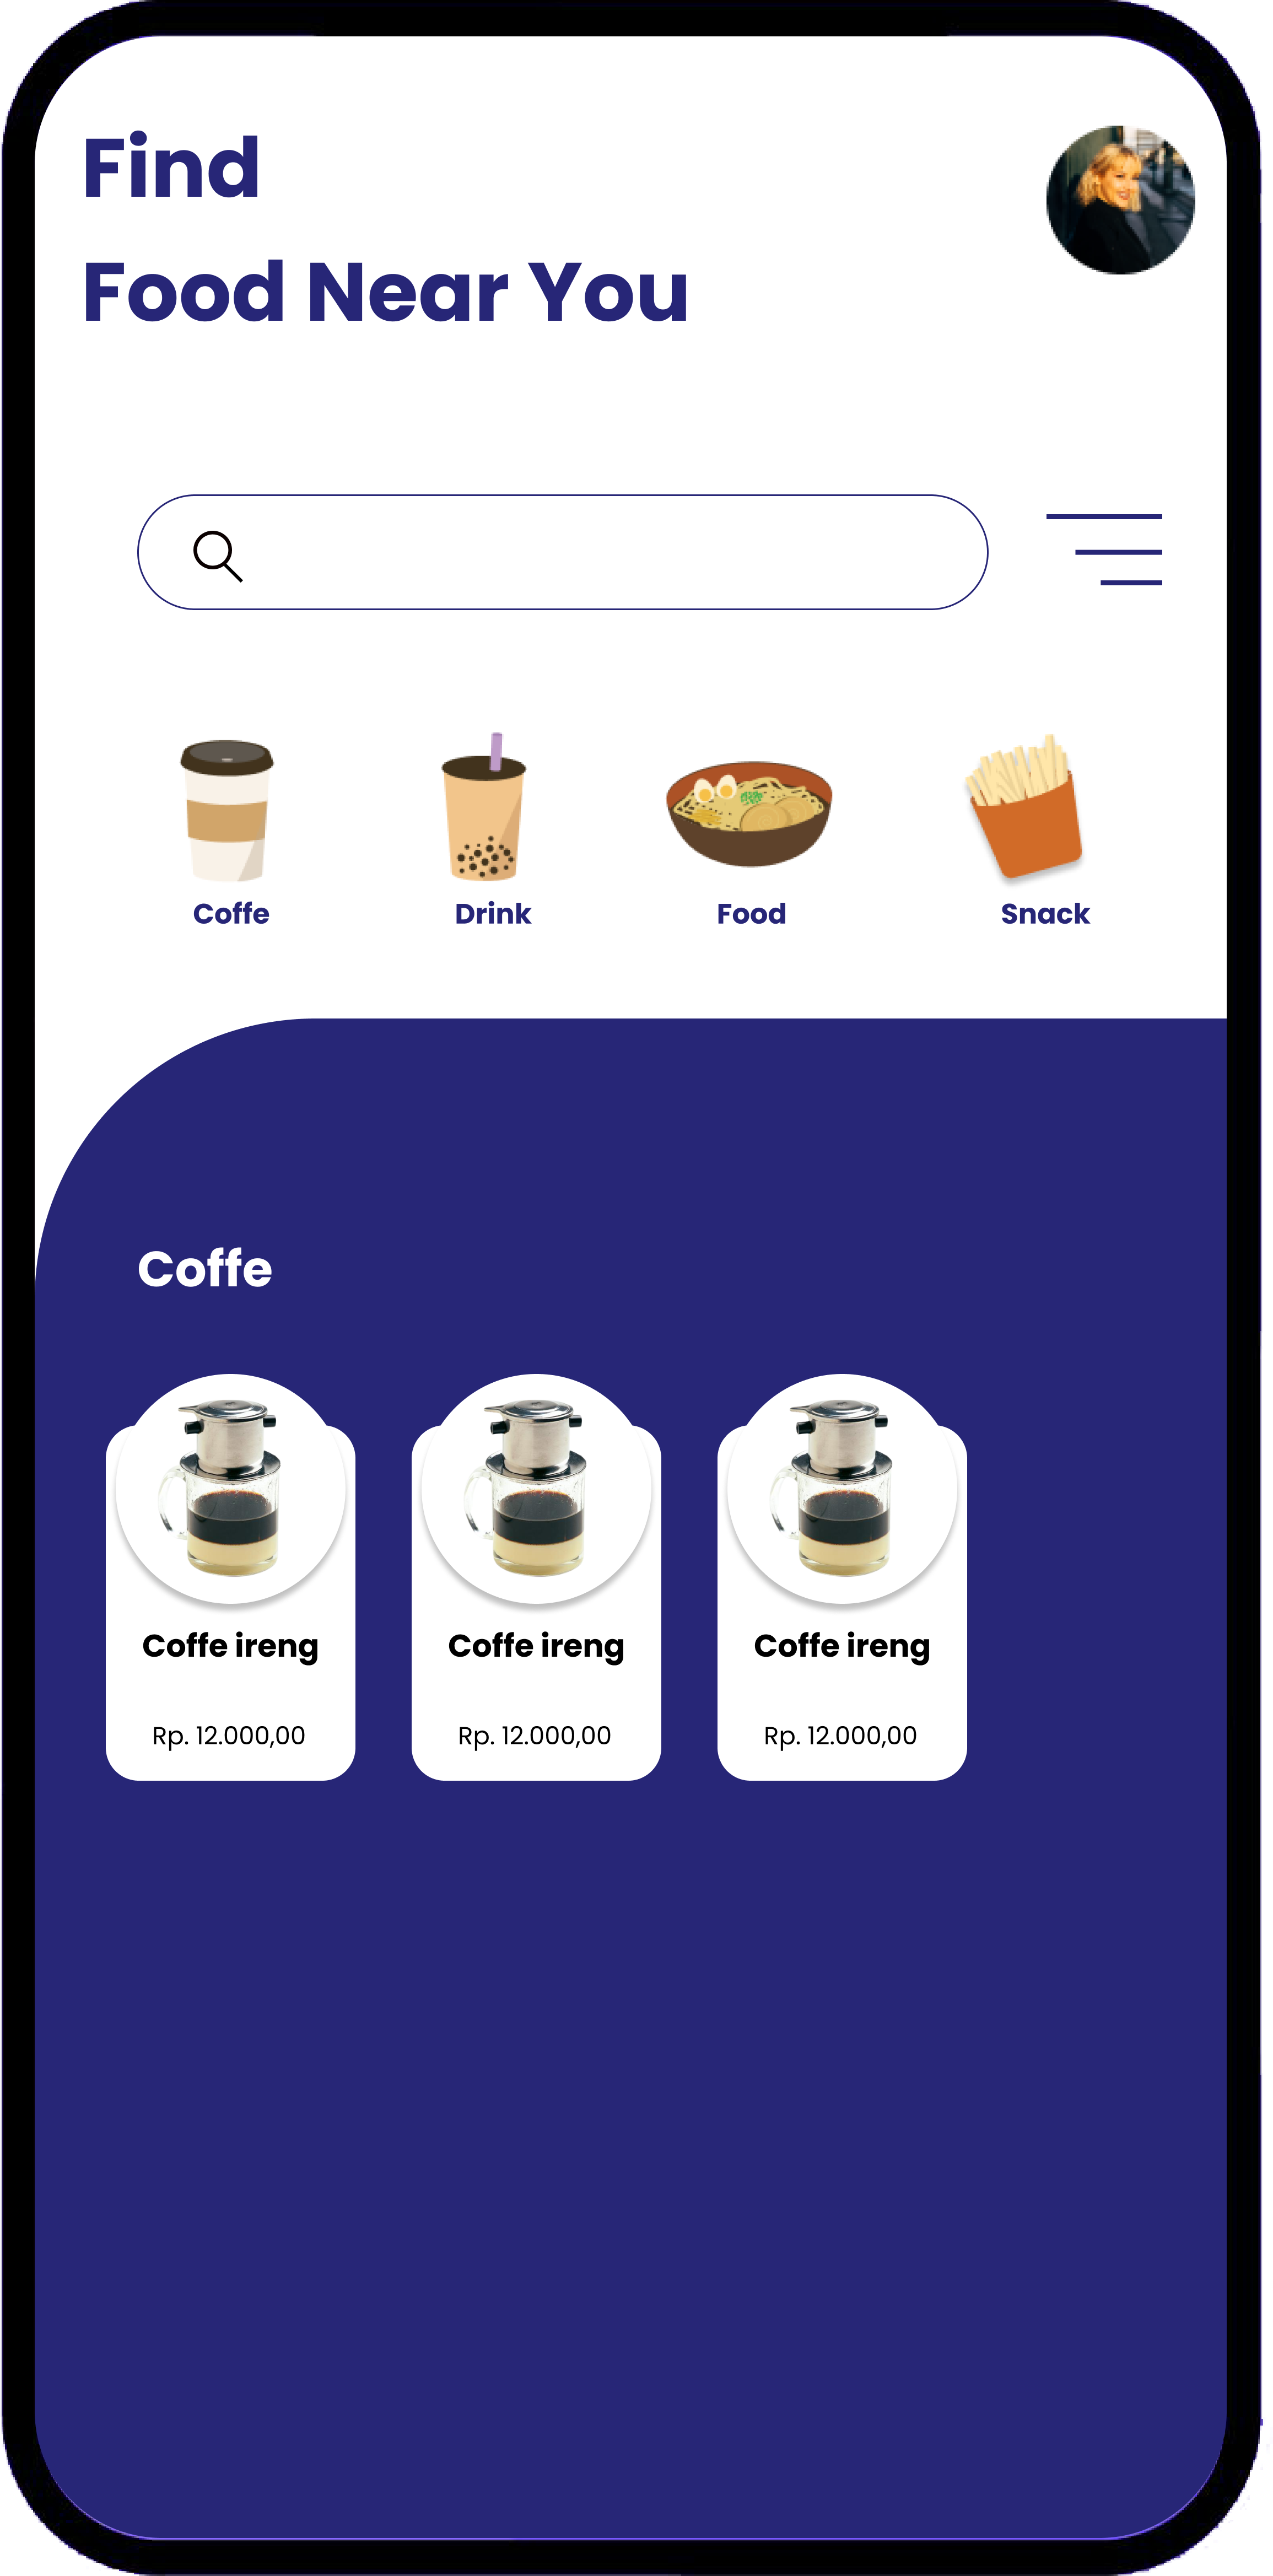 Find
Food Near You
Coffe
Drink
Food
Snack
Coffe
Coffe ireng
Coffe ireng
Coffe ireng
Rp. 12.000,00
Rp. 12.000,00
Rp. 12.000,00